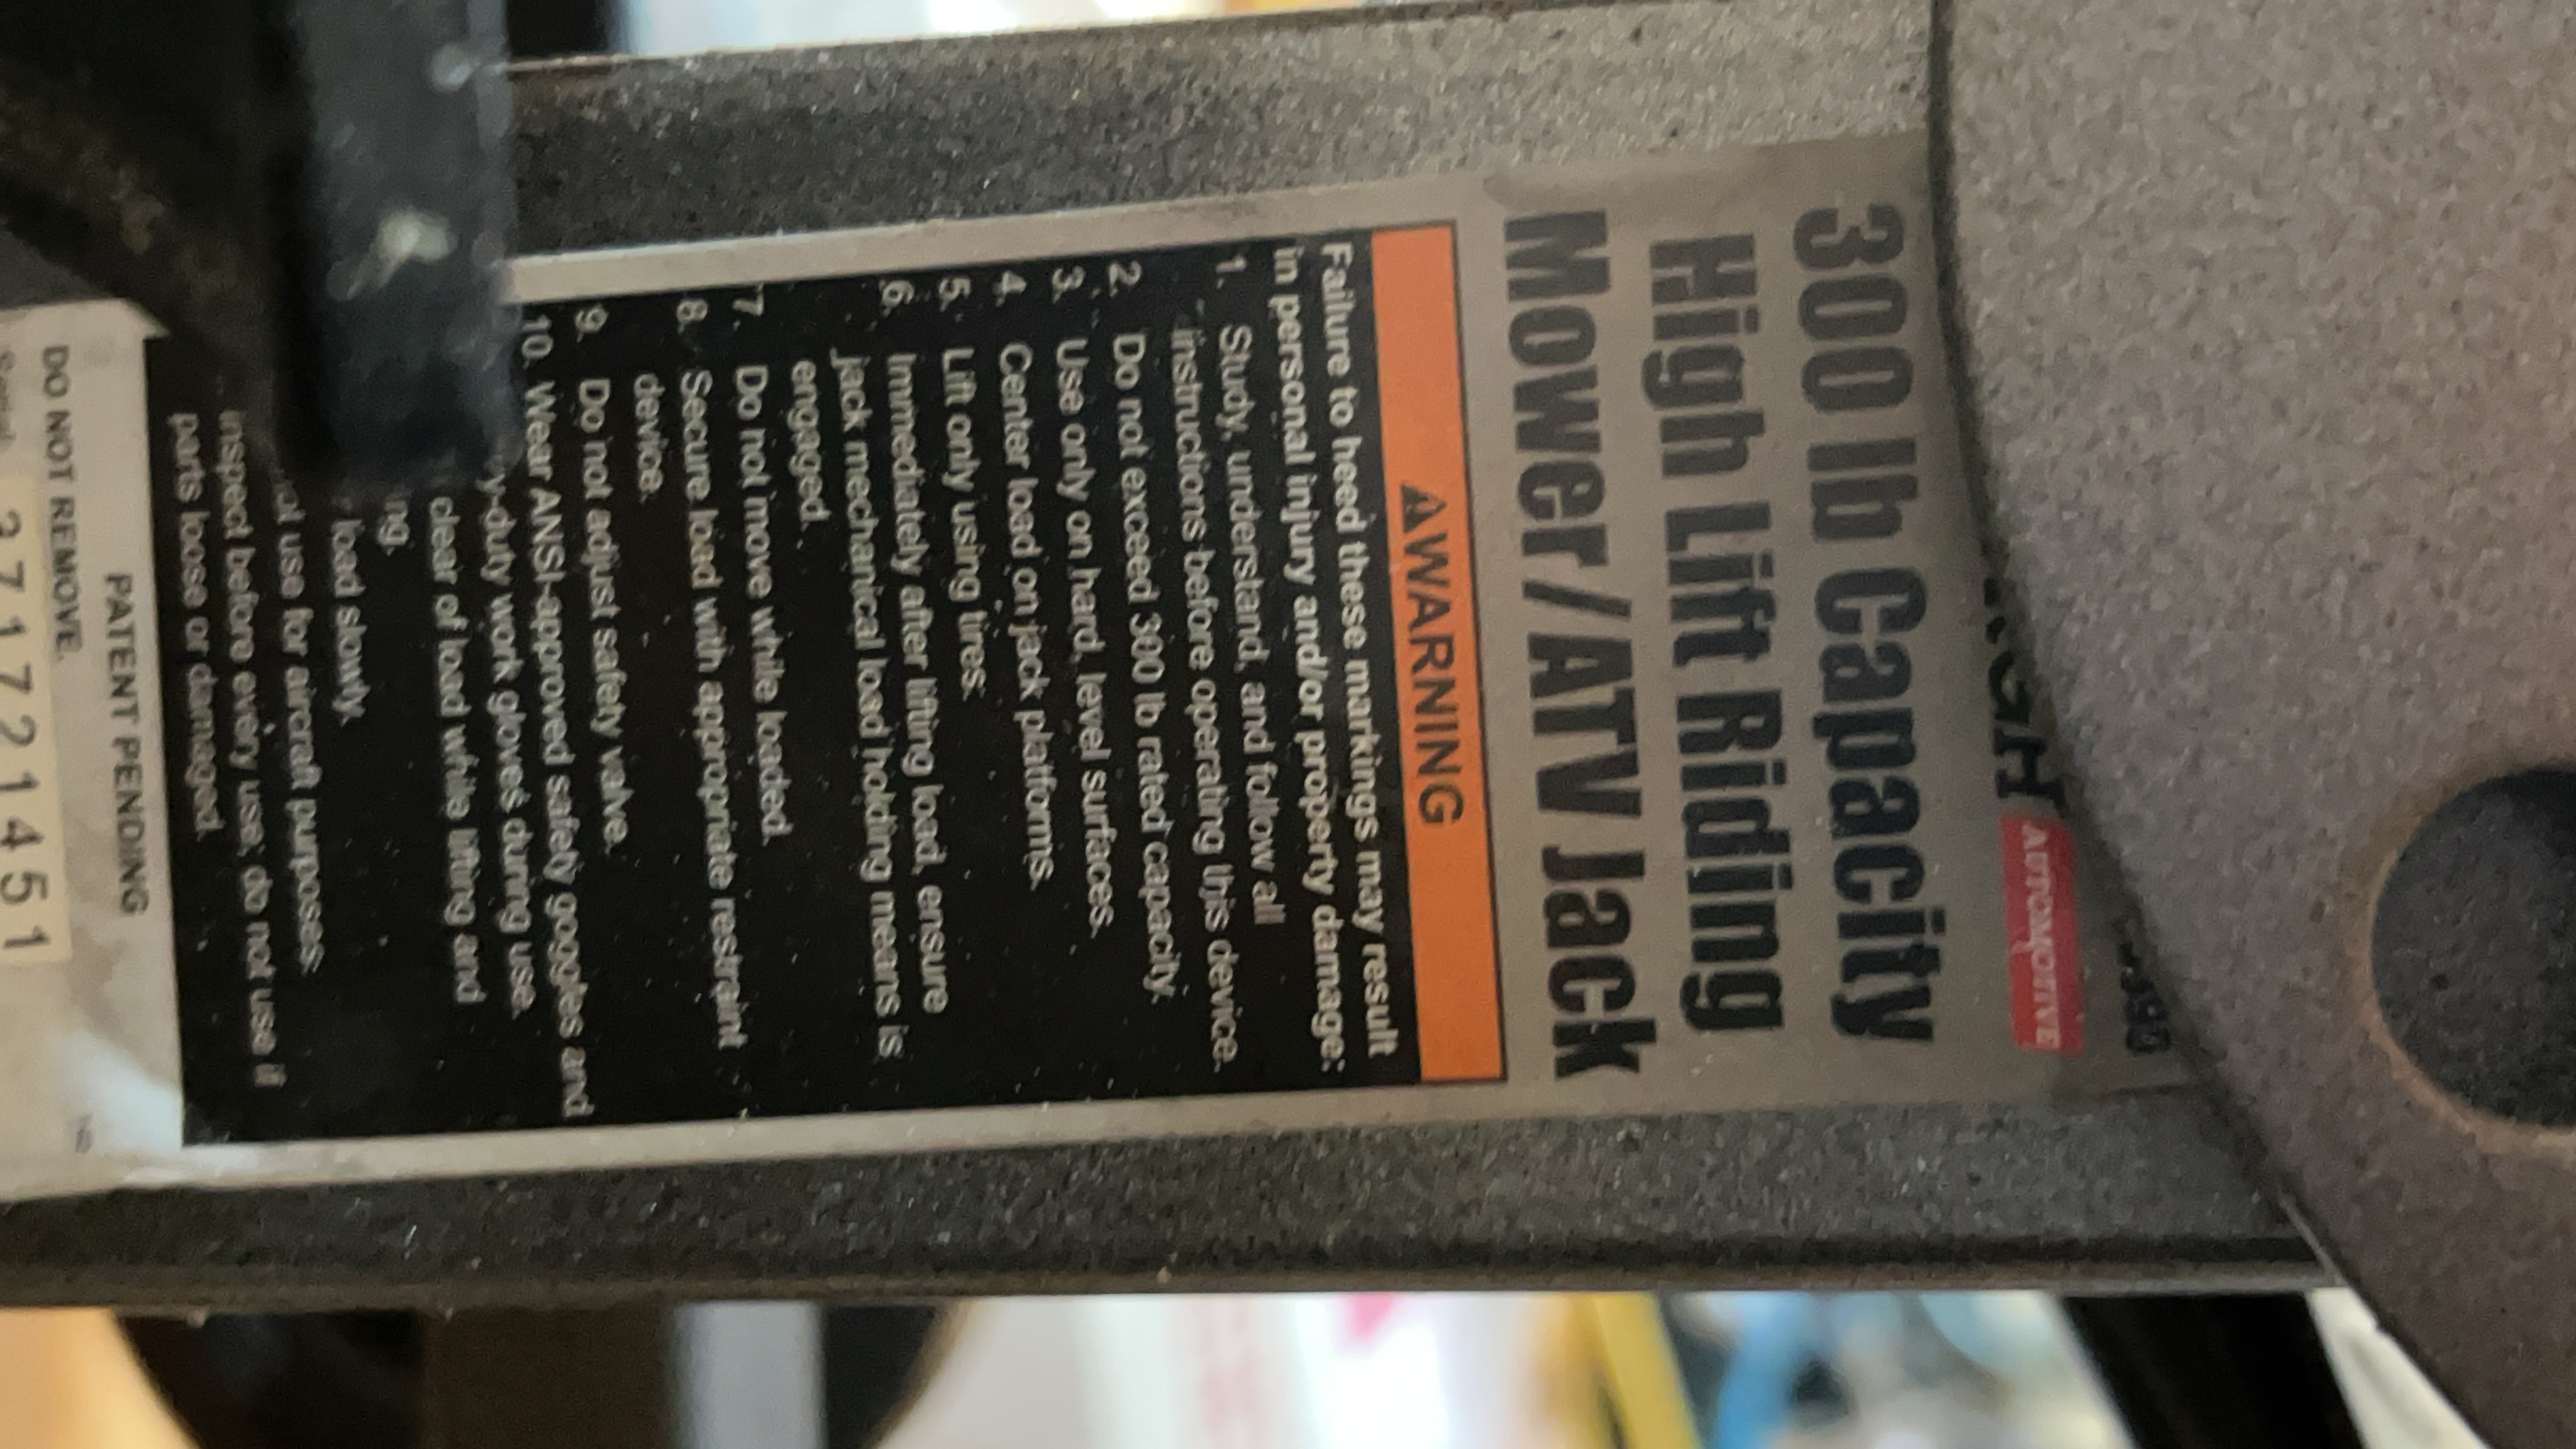 AUTOMOTIVE
300 lb Capacity
High Lift Riding
Mower / ATV Jack
WARNING
Failure to heed these markings may result
in personal injury and/or property damage:
1. Study, understand, and follow all
instructions before operating this device.
2. Do not exceed 300 lb rated capacity.
3. Use only on hard, level surfaces.
4. Center load on jack platforms.
5. Lift only using tires.
6. Immediately after lifting load, ensure
jack mechanical load holding means is
engaged.
7. Do not move while loaded.
8. Secure load with appropriate restraint
device.
9. Do not adjust safety valve.
10. Wear ANSI-approved safety goggles and
-duty work gloves during use.
clear of load while lifting and
load slowly.
use for aircraft purposes.
Inspect before every use; do not use if
parts loose or damaged.
PATENT PENDING
DO NOT REMOVE.
371721451